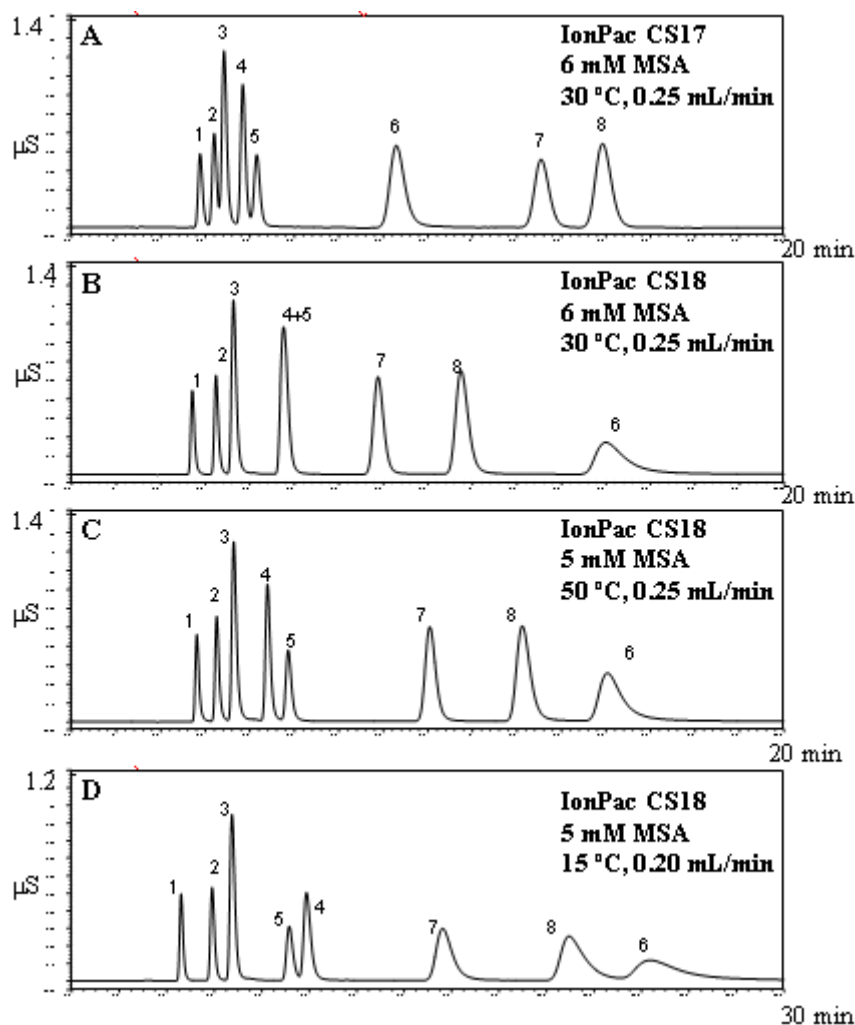 1.4
A
IonPac CS17
6 mM MSA
30 ºC, 0.25 mL/min
µS
1
2
3
4
5
6
7
8
20 min
1.4
B
IonPac CS18
6 mM MSA
30 ºC, 0.25 mL/min
µS
1
2
3
4+5
7
8
6
20 min
1.4
C
IonPac CS18
5 mM MSA
50 ºC, 0.25 mL/min
µS
1
2
3
4
5
7
8
6
20 min
1.2
D
IonPac CS18
5 mM MSA
15 ºC, 0.20 mL/min
µS
1
2
3
5
4
7
8
6
30 min